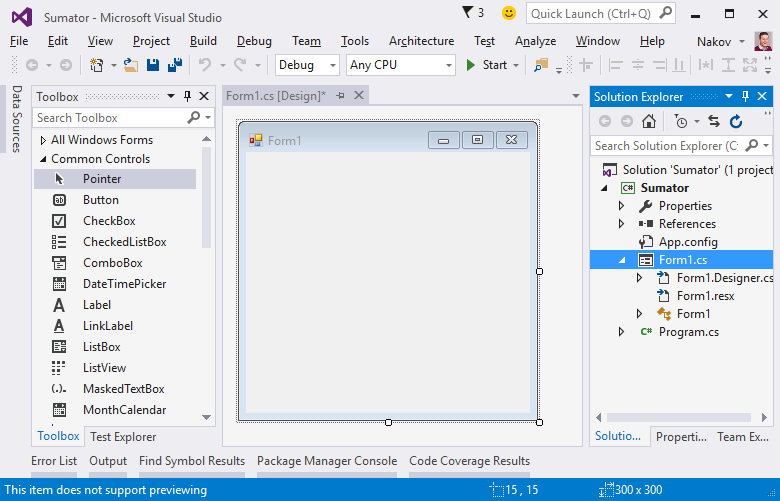 Sumator - Microsoft Visual Studio
3
Quick Launch (Ctrl+Q)
File Edit View Project Build Debug Team Tools Architecture Test Analyze Window Help Nakov
Debug Any CPU Start
Data Sources
Toolbox
Search Toolbox
All Windows Forms
Common Controls
Pointer
Button
CheckBox
CheckedListBox
ComboBox
DateTimePicker
Label
LinkLabel
ListBox
ListView
MaskedTextBox
MonthCalendar
Toolbox Test Explorer
Form1.cs [Design]*
Form1
Solution Explorer
Search Solution Explorer (C
Solution 'Sumator' (1 project
Sumator
Properties
References
App.config
Form1.cs
Form1.Designer.cs
Form1.resx
Form1
Program.cs
Solutio... Properti... Team Ex...
Error List Output Find Symbol Results Package Manager Console Code Coverage Results
This item does not support previewing 15 , 15 300 x 300